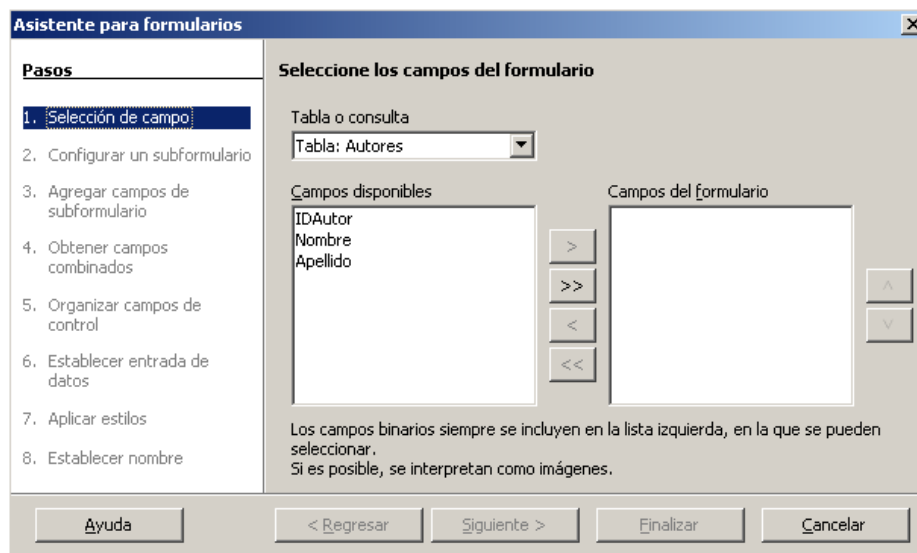 Asistente para formularios
Pasos
1. Selección de campo
2. Configurar un subformulario
3. Agregar campos de
subformulario
4. Obtener campos
combinados
5. Organizar campos de
control
6. Establecer entrada de
datos
7. Aplicar estilos
8. Establecer nombre
Seleccione los campos del formulario
Tabla o consulta
Tabla: Autores
Campos disponibles
IDAutor
Nombre
Apellido
>
>>
<
<<
Campos del formulario
Los campos binarios siempre se incluyen en la lista izquierda, en la que se pueden
seleccionar.
Si es posible, se interpretan como imágenes.
Ayuda
< Regresar
Siguiente >
Finalizar
Cancelar